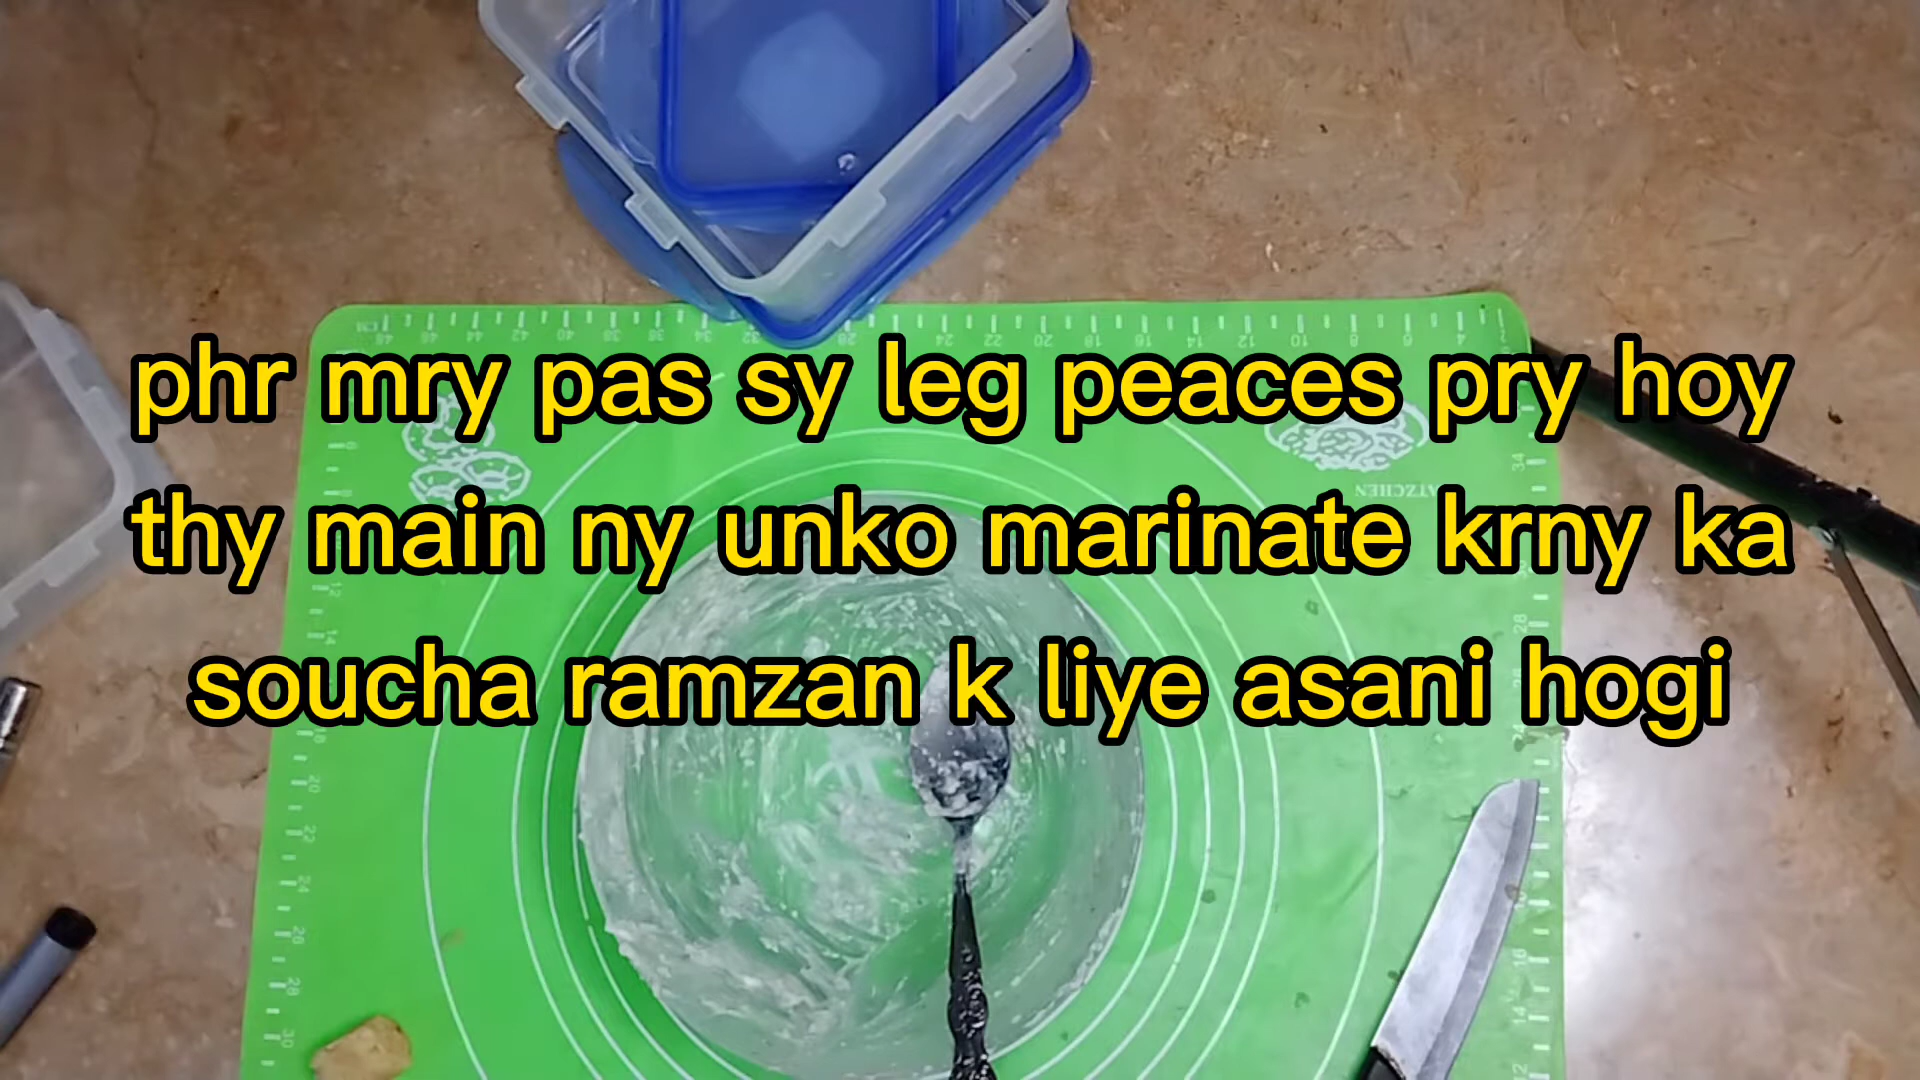 phr mry pas sy leg peaces pry hoy
thy main ny unko marinate krny ka
soucha ramzan k liye asani hogi